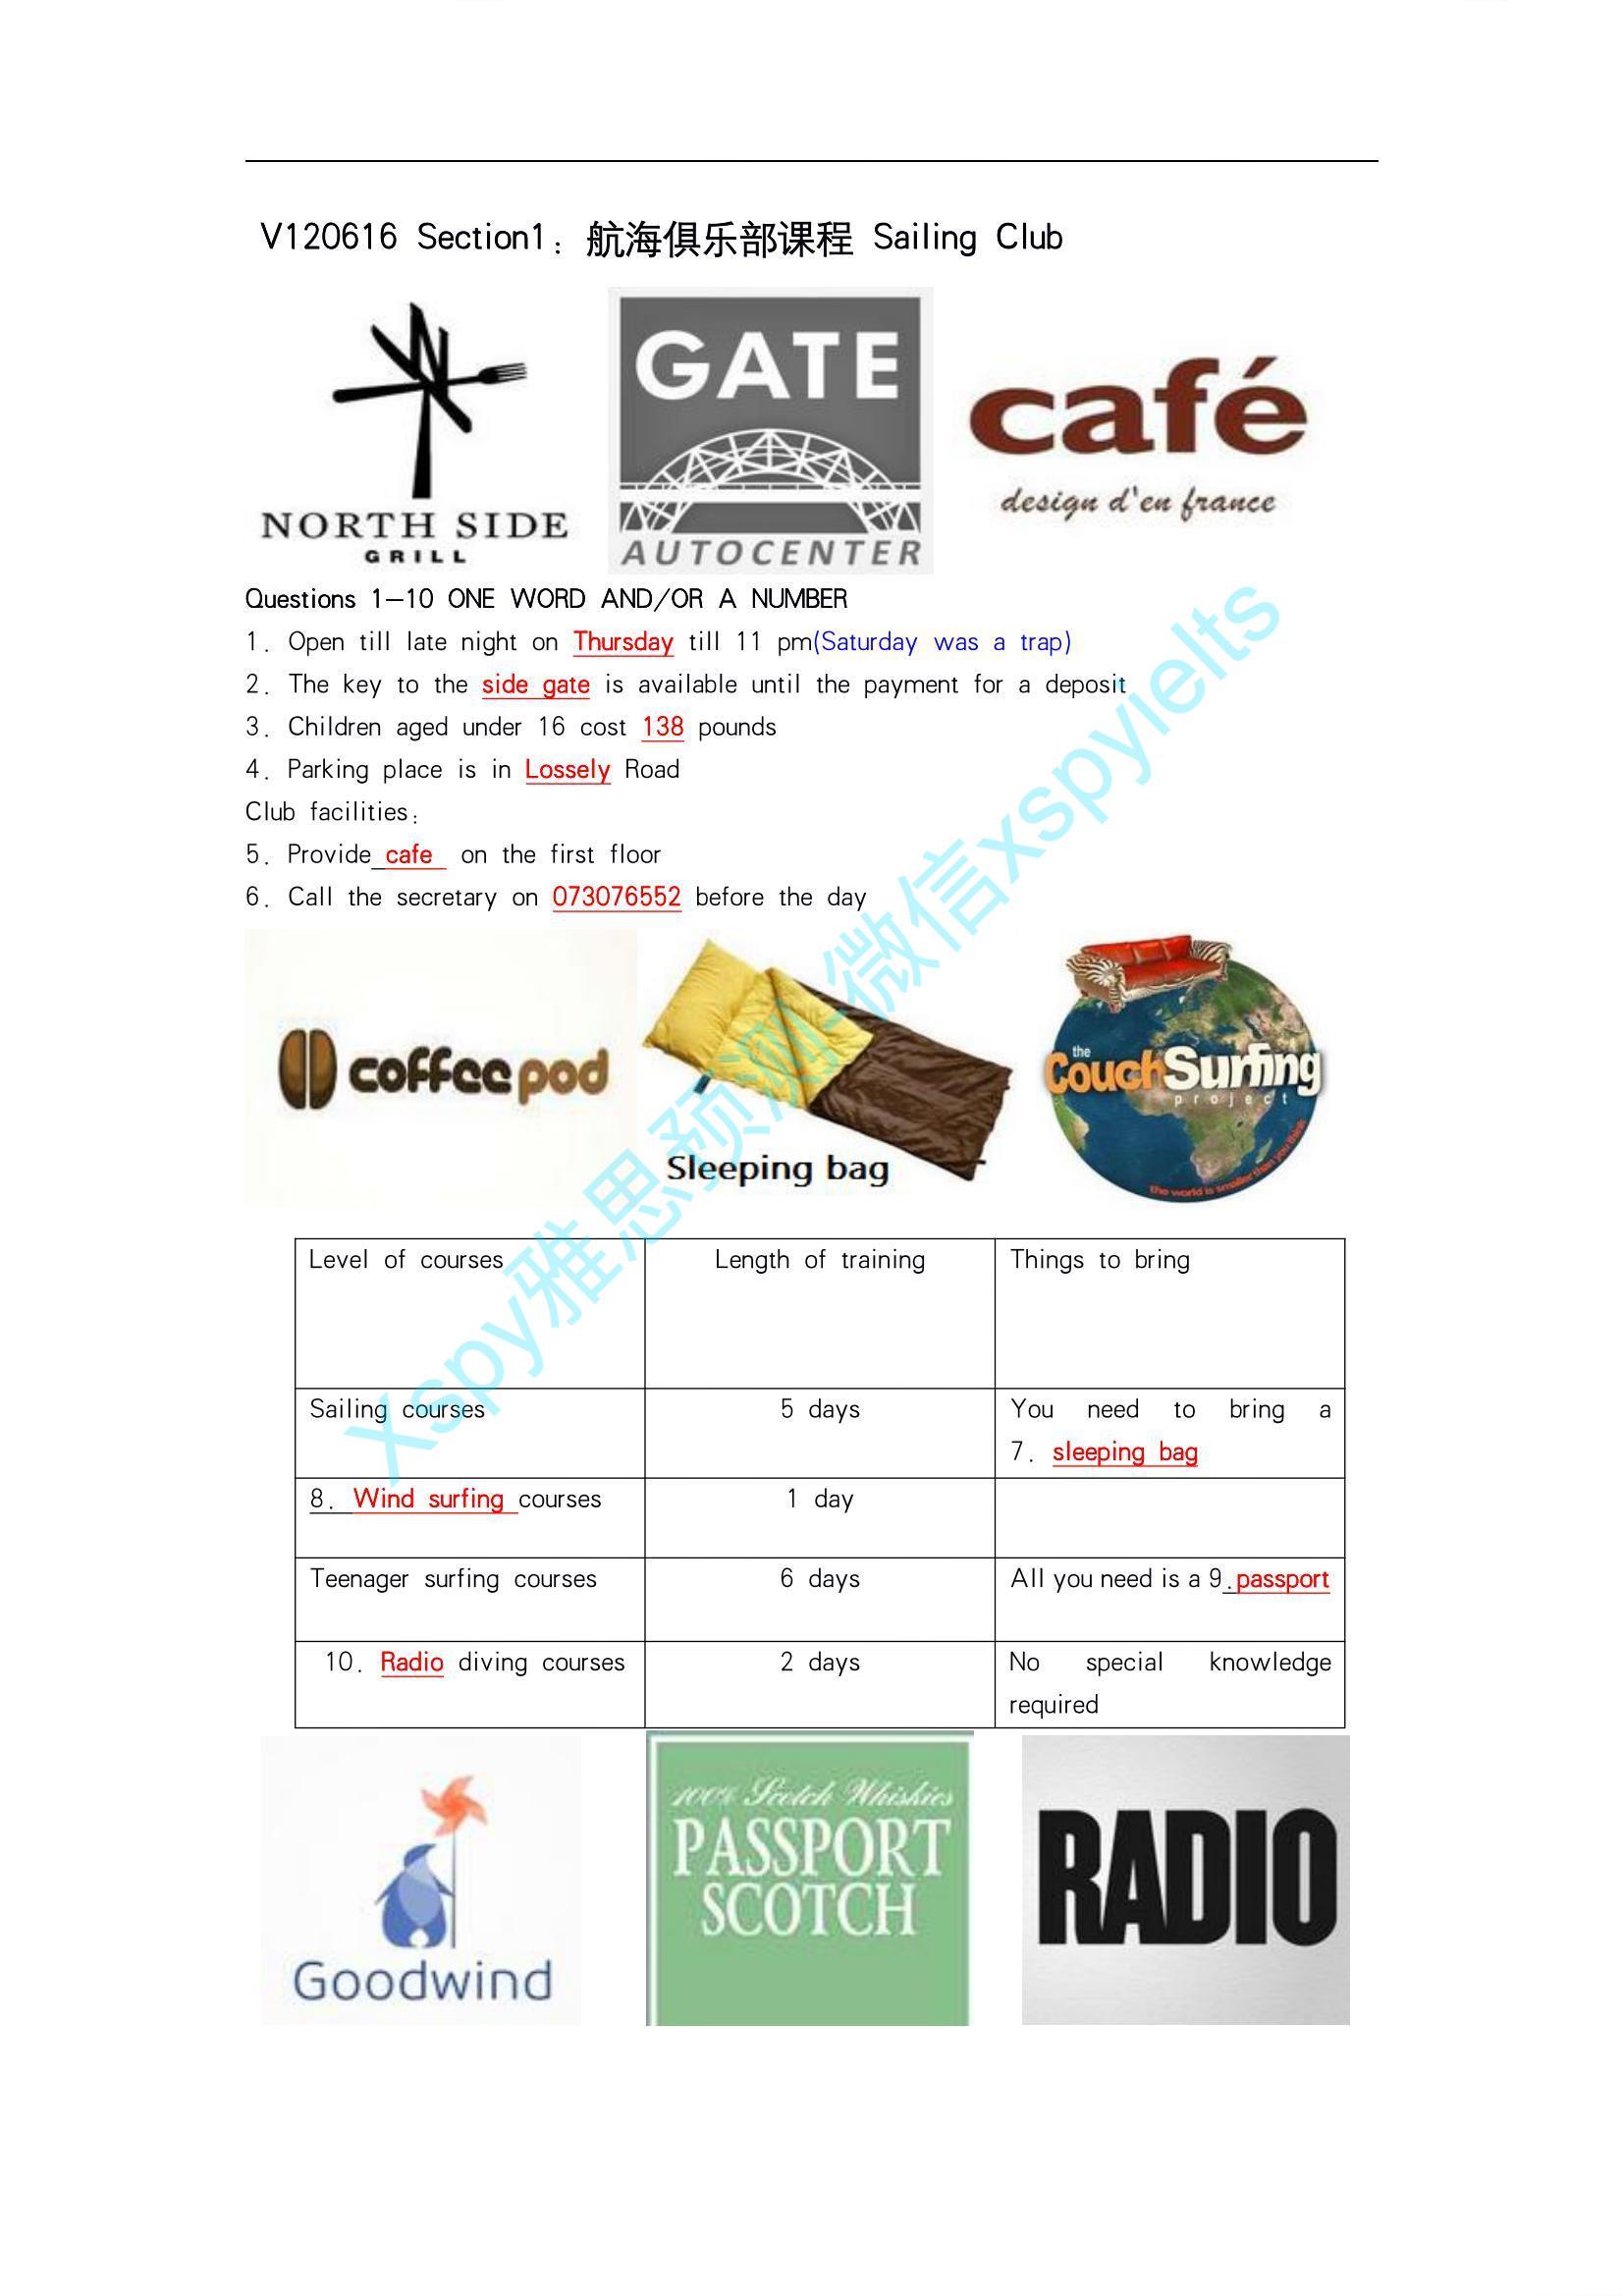 V120616 Section1: 航海俱乐部课程 Sailing Club
NORTH SIDE
GRILL
GATE
AUTOCENTER
café
design d'en france
Questions 1—10 ONE WORD AND/OR A NUMBER
1. Open till late night on Thursday till 11 pm(Saturday was a trap)
2. The key to the side gate is available until the payment for a deposit
3. Children aged under 16 cost 138 pounds
4. Parking place is in Lossely Road
Club facilities:
5. Provide cafe on the first floor
6. Call the secretary on 073076552 before the day
coffee pod
Sleeping bag
the
CouchSurfing
project
the world is smaller than you think
Level of courses Length of training Things to bring
Sailing courses 5 days You need to bring a
7. sleeping bag
8. Wind surfing courses 1 day
Teenager surfing courses 6 days All you need is a 9. passport
10. Radio diving courses 2 days No special knowledge
required
Goodwind
100% Scotch Whiskies
PASSPORT
SCOTCH
RADIO
Xspy雅思预测-微信xspyielts